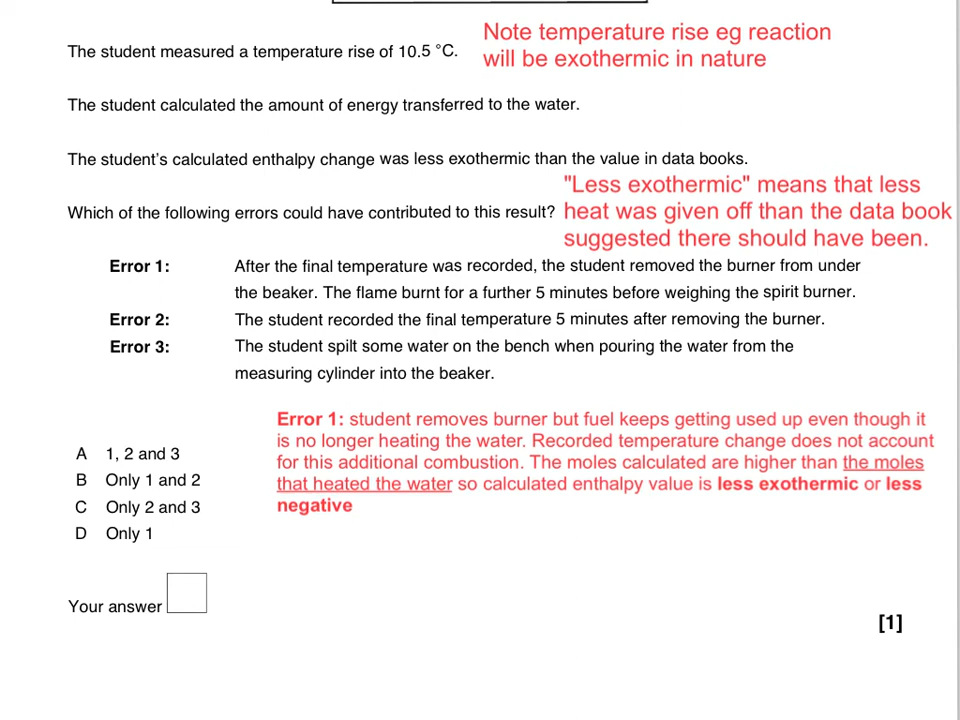 The student measured a temperature rise of 10.5 °C.
Note temperature rise eg reaction
will be exothermic in nature
The student calculated the amount of energy transferred to the water.
The student's calculated enthalpy change was less exothermic than the value in data books.
Which of the following errors could have contributed to this result?
"Less exothermic" means that less
heat was given off than the data book
suggested there should have been.
Error 1: After the final temperature was recorded, the student removed the burner from under
the beaker. The flame burnt for a further 5 minutes before weighing the spirit burner.
Error 2: The student recorded the final temperature 5 minutes after removing the burner.
Error 3: The student spilt some water on the bench when pouring the water from the
measuring cylinder into the beaker.
Error 1: student removes burner but fuel keeps getting used up even though it
is no longer heating the water. Recorded temperature change does not account
for this additional combustion. The moles calculated are higher than the moles
that heated the water so calculated enthalpy value is less exothermic or less
negative
A 1, 2 and 3
B Only 1 and 2
C Only 2 and 3
D Only 1
Your answer
[1]